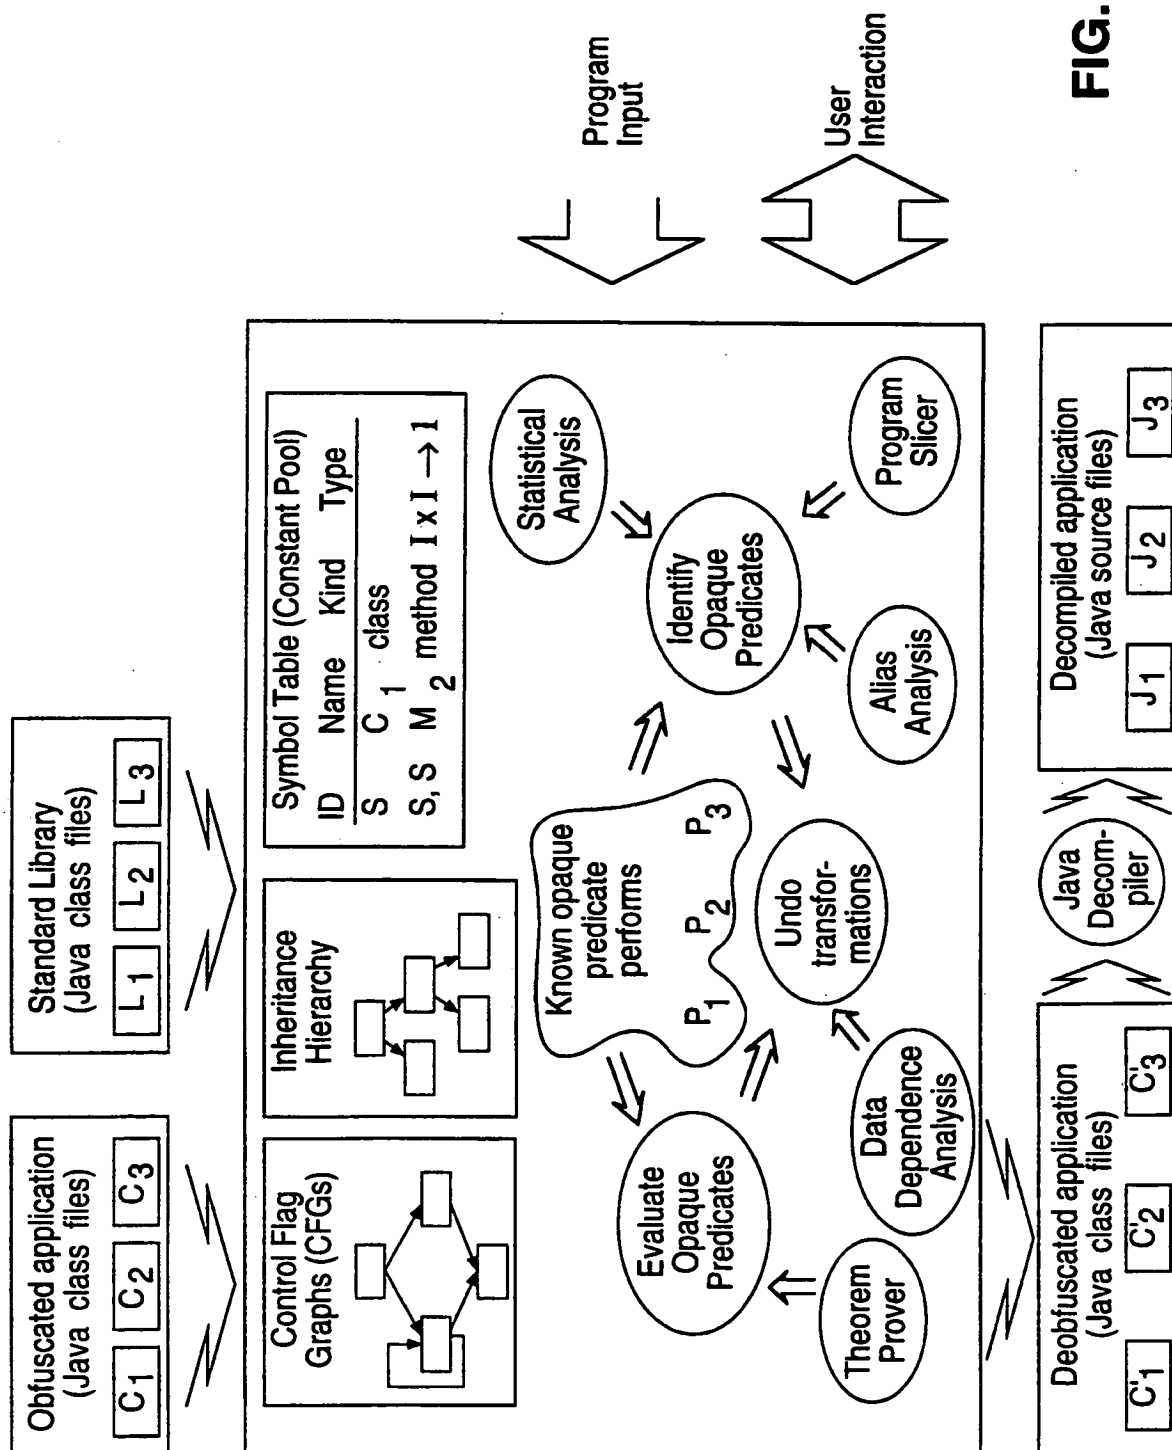 Obfuscated application
(Java class files)
C1 C2 C3
Standard Library
(Java class files)
L1 L2 L3
Control Flag
Graphs (CFGs)
Inheritance
Hierarchy
Symbol Table (Constant Pool)
ID Name Kind Type
S C1 class
S, S M2 method I x I → 1
Known opaque
predicate
performs
P1 P2 P3
Statistical
Analysis
Evaluate
Opaque
Predicates
Identify
Opaque
Predicates
Undo
transfor-
mations
Theorem
Prover
Data
Dependence
Analysis
Alias
Analysis
Program
Slicer
Program
Input
User
Interaction
Deobfuscated application
(Java class files)
C'1 C'2 C'3
Java
Decom-
piler
Decompiled application
(Java source files)
J1 J2 J3
FIG.